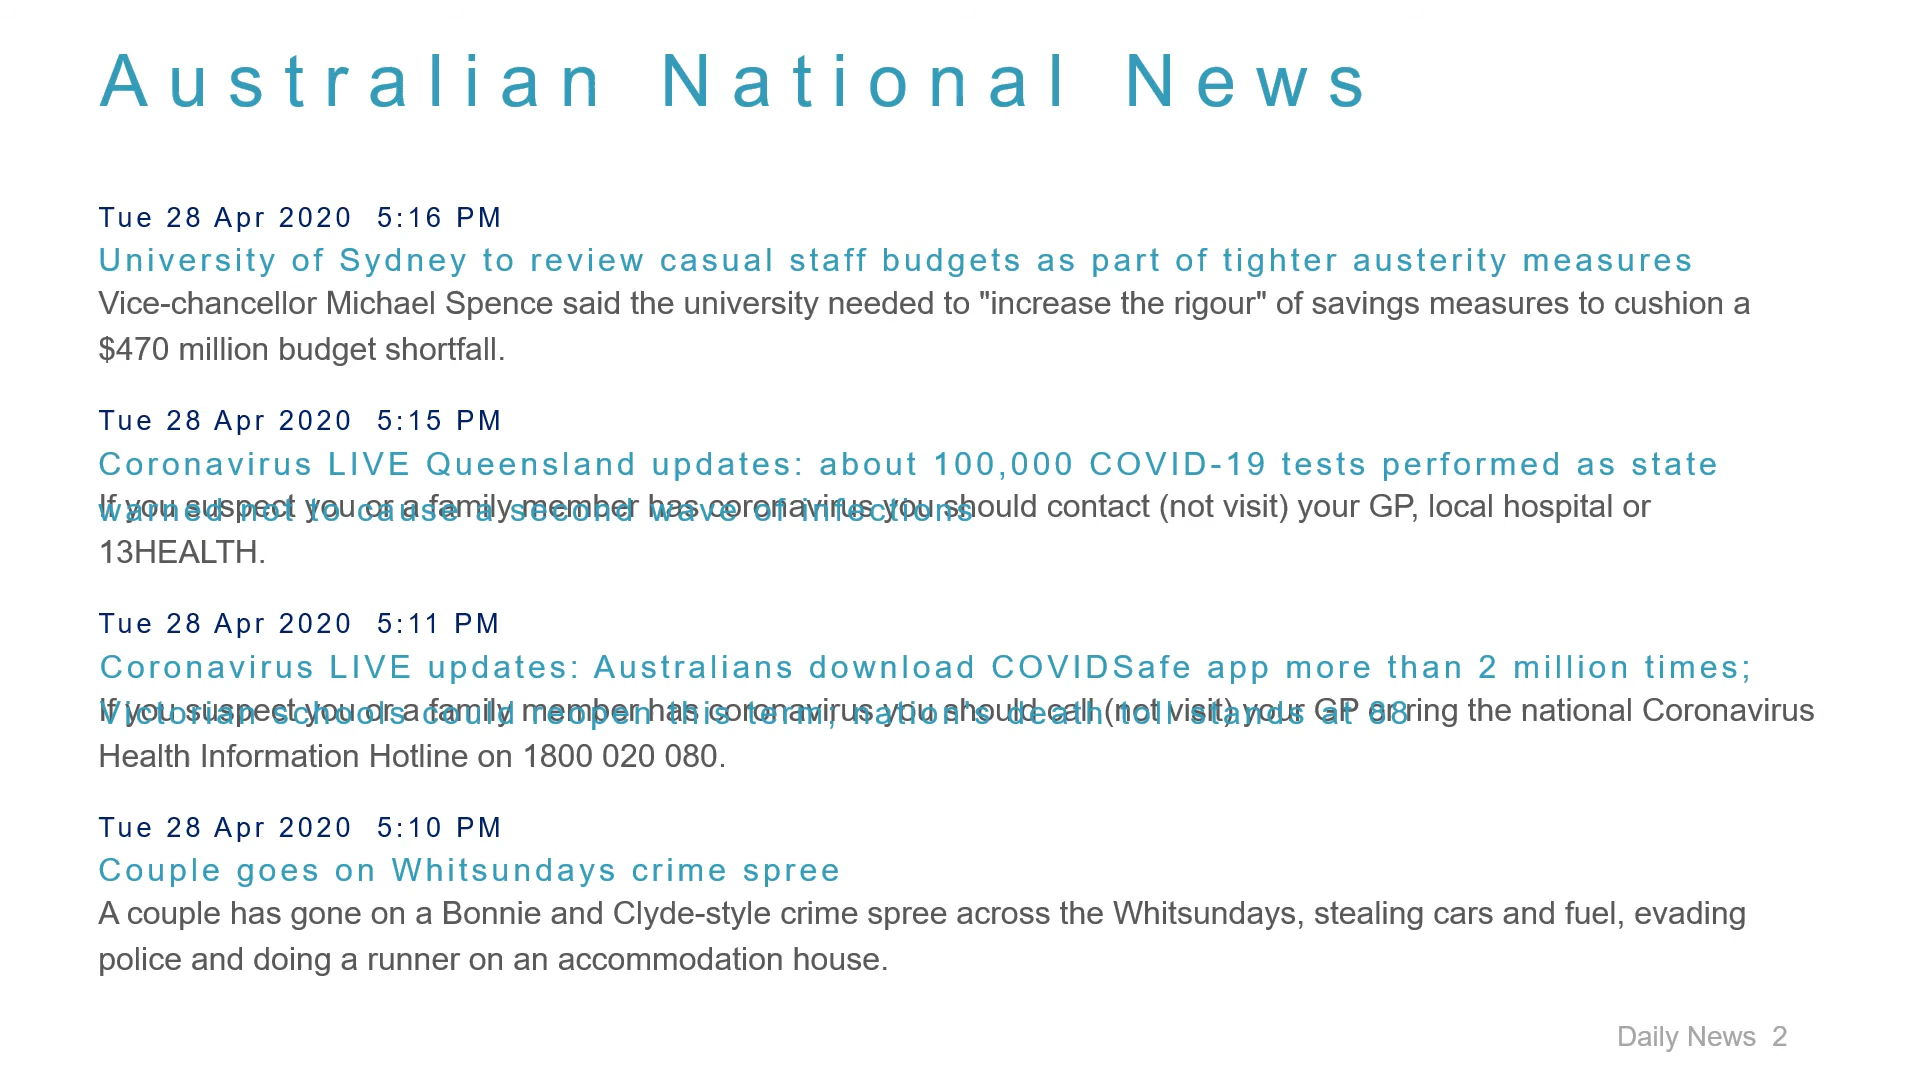 Australian National News
Tue 28 Apr 2020  5:16 PM
University of Sydney to review casual staff budgets as part of tighter austerity measures
Vice-chancellor Michael Spence said the university needed to "increase the rigour" of savings measures to cushion a
$470 million budget shortfall.
Tue 28 Apr 2020  5:15 PM
Coronavirus LIVE Queensland updates: about 100,000 COVID-19 tests performed as state
warned not to cause a second wave of infections
If you suspect you or a family member has coronavirus you should contact (not visit) your GP, local hospital or
13HEALTH.
Tue 28 Apr 2020  5:11 PM
Coronavirus LIVE updates: Australians download COVIDSafe app more than 2 million times;
Victorian schools could reopen this term, nation's death toll stands at 88
If you suspect you or a family member has coronavirus you should call (not visit) your GP or ring the national Coronavirus
Health Information Hotline on 1800 020 080.
Tue 28 Apr 2020  5:10 PM
Couple goes on Whitsundays crime spree
A couple has gone on a Bonnie and Clyde-style crime spree across the Whitsundays, stealing cars and fuel, evading
police and doing a runner on an accommodation house.
Daily News  2